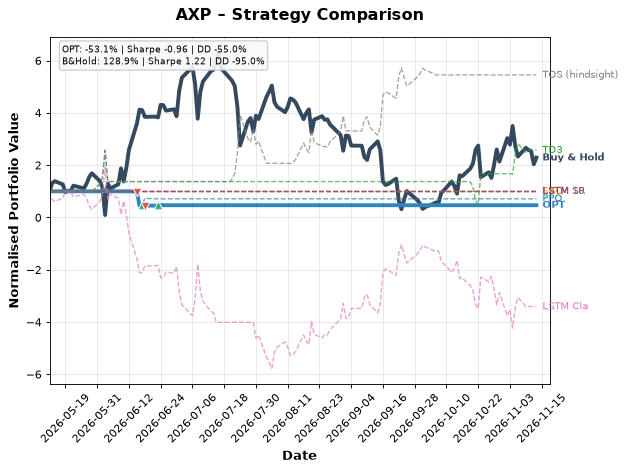 AXP – Strategy Comparison
OPT: -53.1% | Sharpe -0.96 | DD -55.0%
B&Hold: 128.9% | Sharpe 1.22 | DD -95.0%
6
4
2
0
−2
−4
−6
Normalised Portfolio Value
TOS (hindsight)
TD3
Buy & Hold
LSTM SR
PPO
OPT
LSTM Cla
2026-05-19
2026-05-31
2026-06-12
2026-06-24
2026-07-06
2026-07-18
2026-07-30
2026-08-11
2026-08-23
2026-09-04
2026-09-16
2026-09-28
2026-10-10
2026-10-22
2026-11-03
2026-11-15
Date